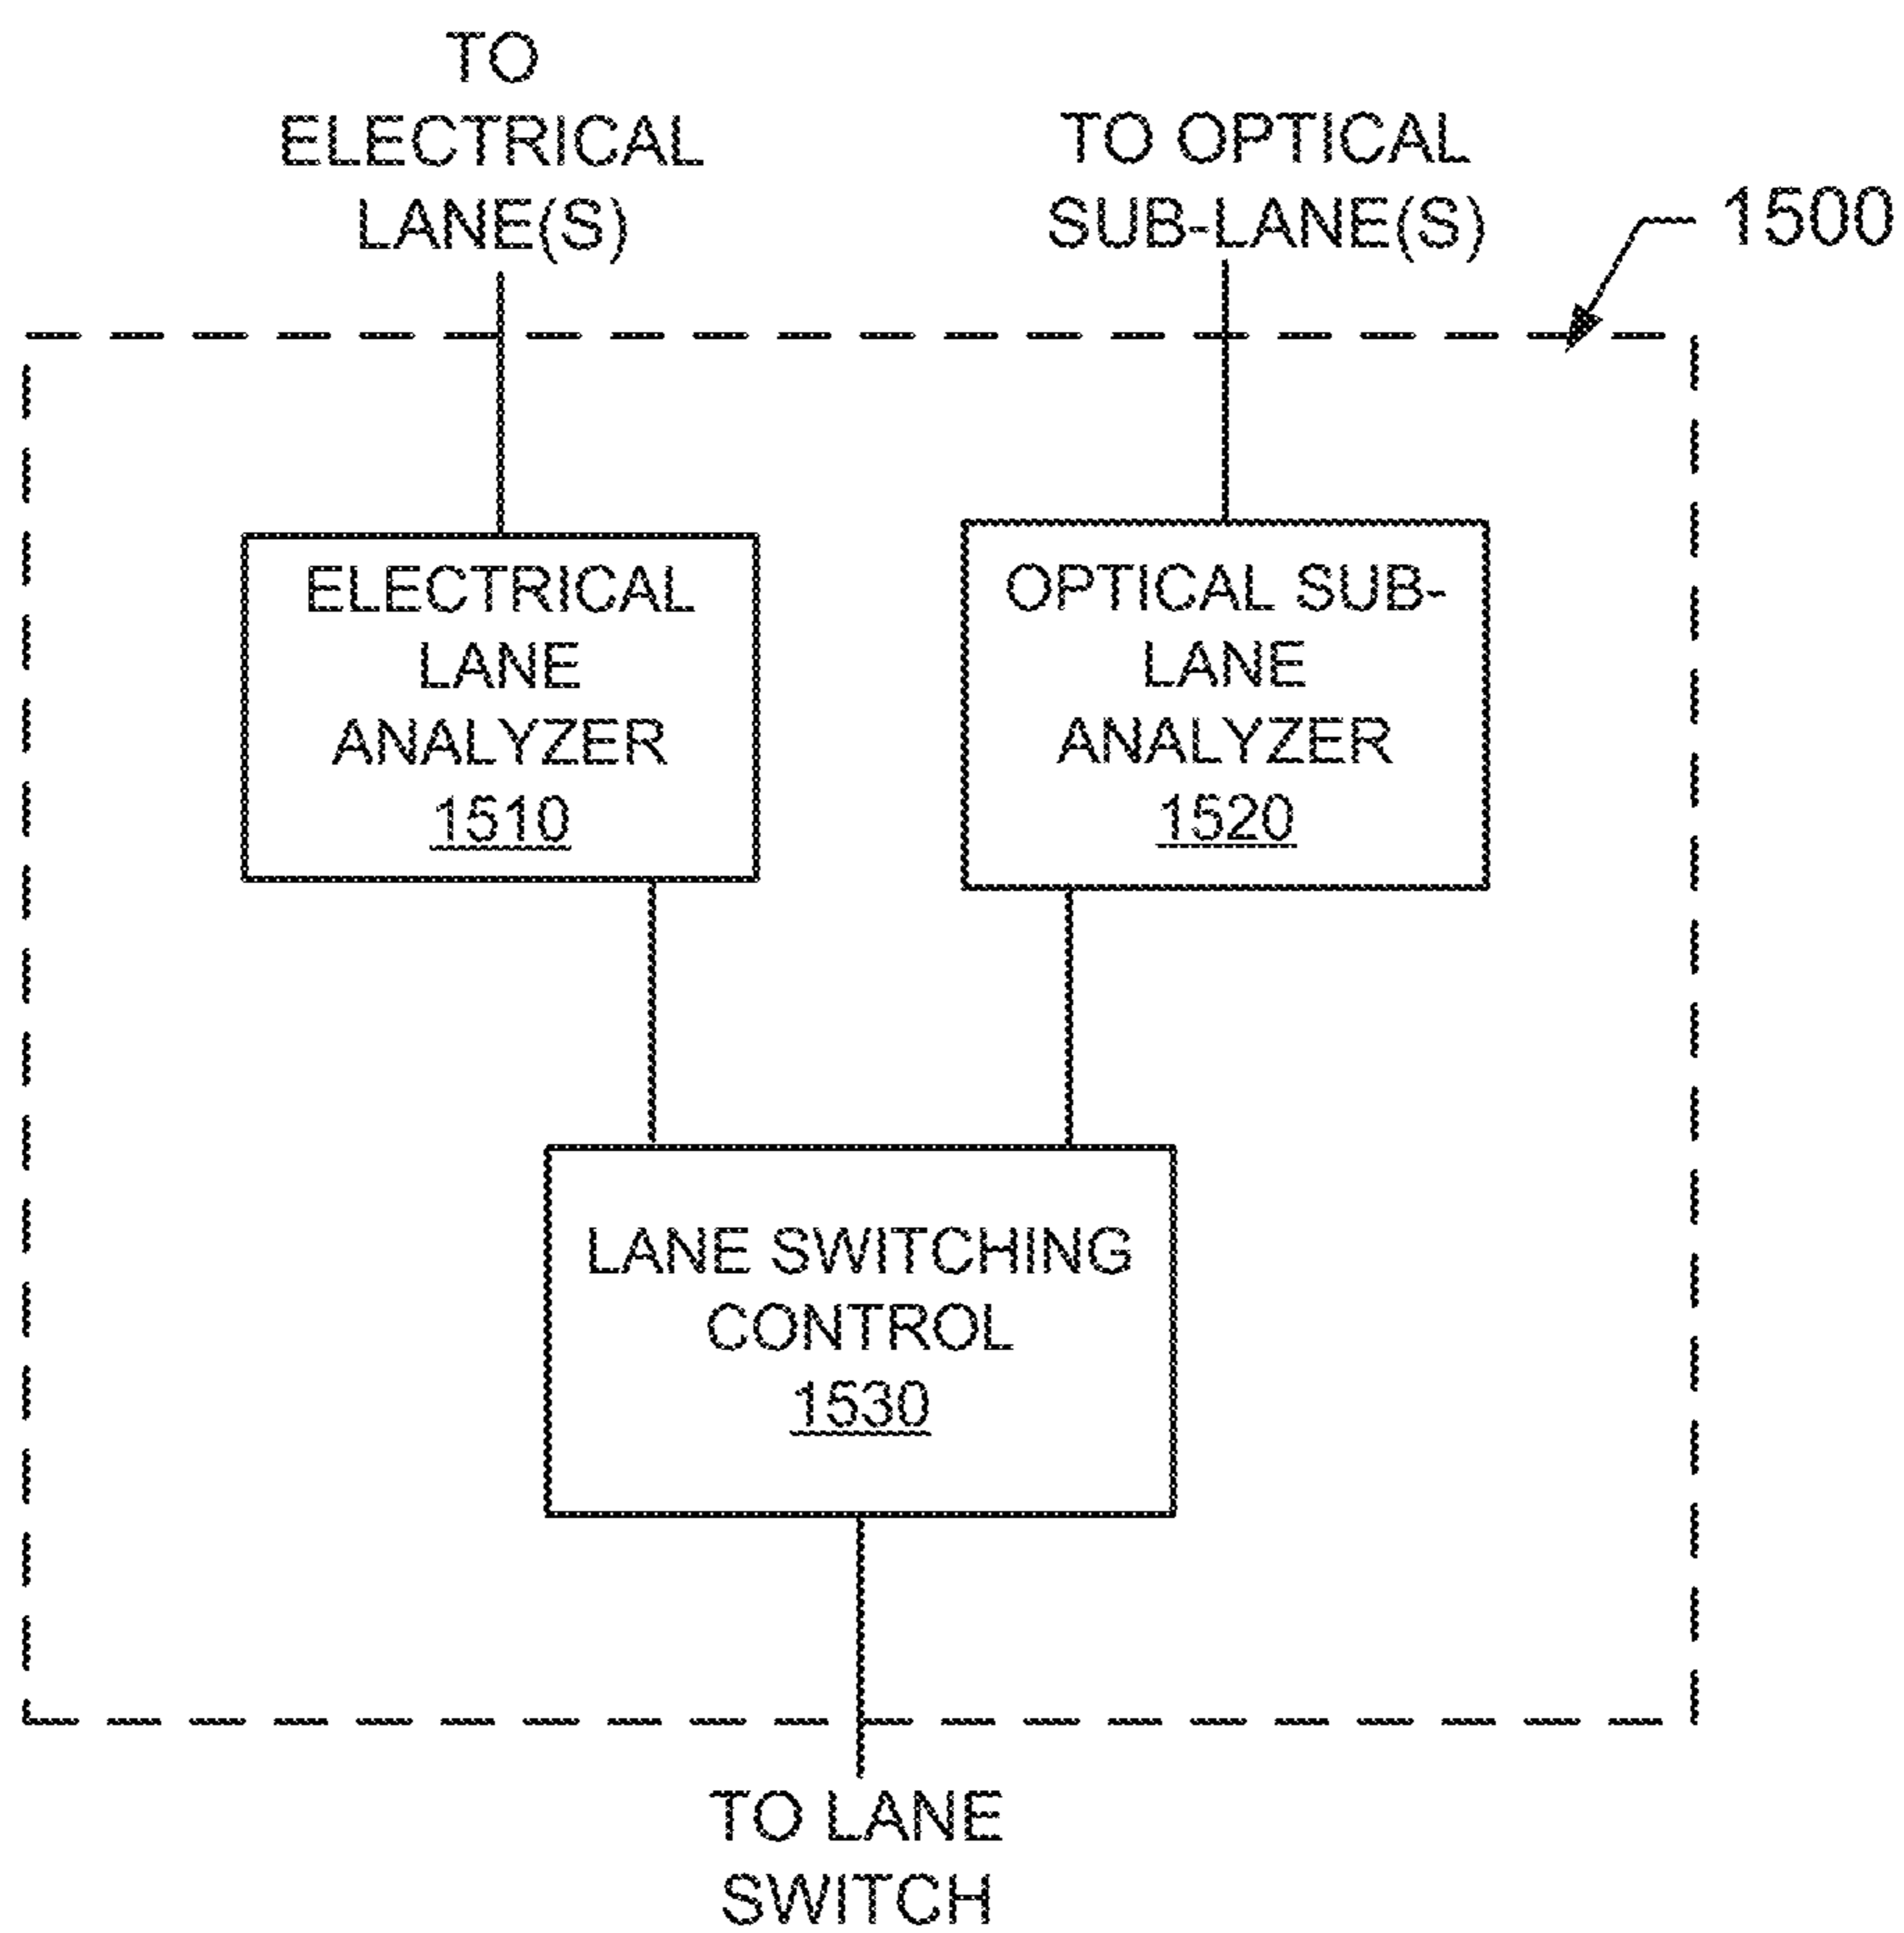 TO
ELECTRICAL
LANE(S)
TO OPTICAL
SUB-LANE(S)
1500
ELECTRICAL
LANE
ANALYZER
1510
OPTICAL SUB-
LANE
ANALYZER
1520
LANE SWITCHING
CONTROL
1530
TO LANE
SWITCH